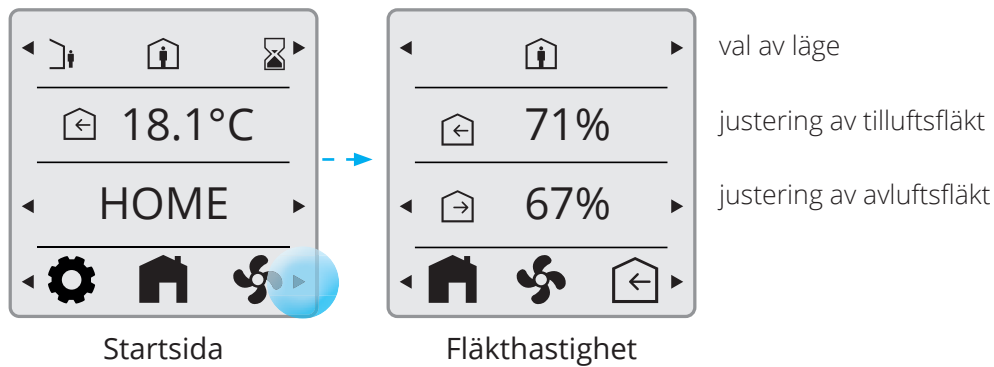 18.1°C
HOME
Startsida
71%
67%
Fläkthastighet
val av läge
justering av tilluftsfläkt
justering av avluftsfläkt